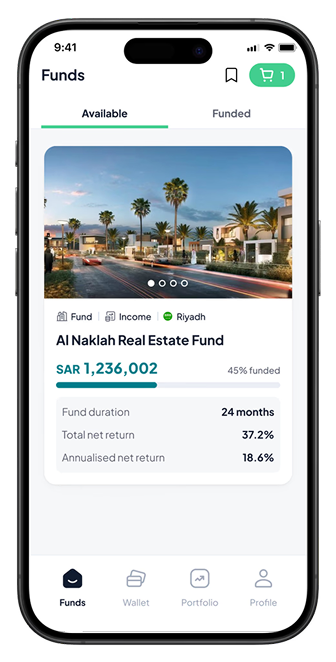 9:41
Funds
1
Available Funded
Fund Income Riyadh
Al Naklah Real Estate Fund
SAR 1,236,002 45% funded
Fund duration 24 months
Total net return 37.2%
Annualised net return 18.6%
Funds Wallet Portfolio Profile